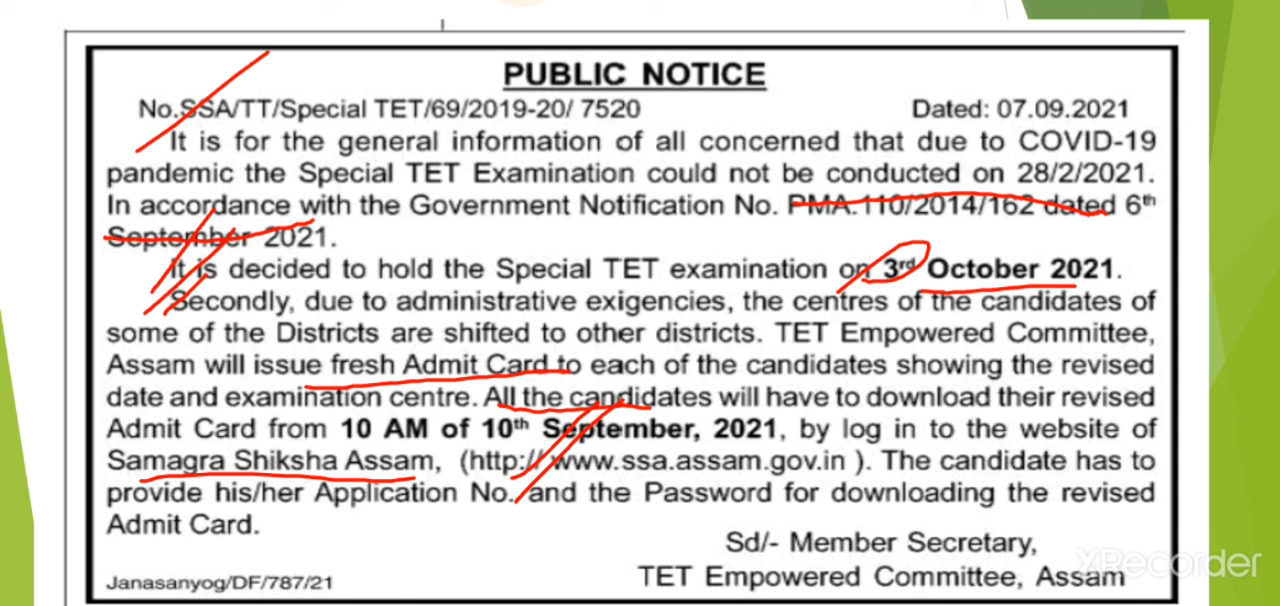 PUBLIC NOTICE
No.SSA/TT/Special TET/69/2019-20/ 7520 Dated: 07.09.2021
It is for the general information of all concerned that due to COVID-19
pandemic the Special TET Examination could not be conducted on 28/2/2021.
In accordance with the Government Notification No. PMA.110/2014/162 dated 6th
September 2021.
It is decided to hold the Special TET examination on 3rd October 2021.
Secondly, due to administrative exigencies, the centres of the candidates of
some of the Districts are shifted to other districts. TET Empowered Committee,
Assam will issue fresh Admit Card to each of the candidates showing the revised
date and examination centre. All the candidates will have to download their revised
Admit Card from 10 AM of 10th September, 2021, by log in to the website of
Samagra Shiksha Assam, (http://www.ssa.assam.gov.in ). The candidate has to
provide his/her Application No. and the Password for downloading the revised
Admit Card.
Sd/- Member Secretary,
Janasanyog/DF/787/21 TET Empowered Committee, Assam
XRecorder